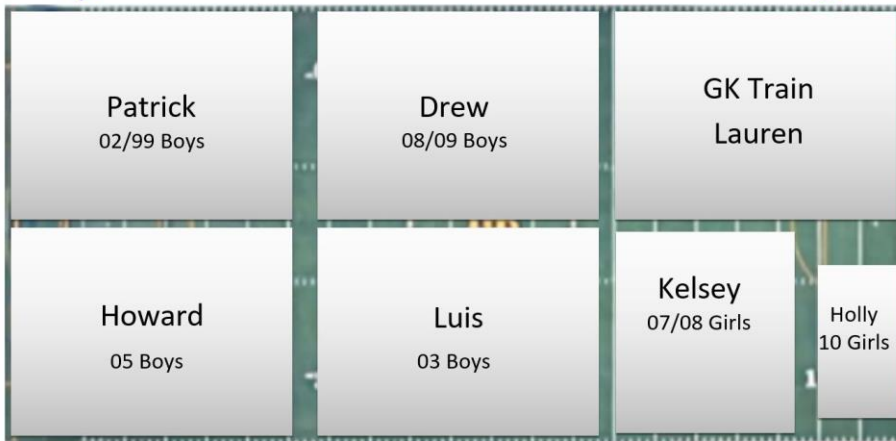 Patrick
02/99 Boys
Drew
08/09 Boys
GK Train
Lauren
Howard
05 Boys
Luis
03 Boys
Kelsey
07/08 Girls
Holly
10 Girls
1